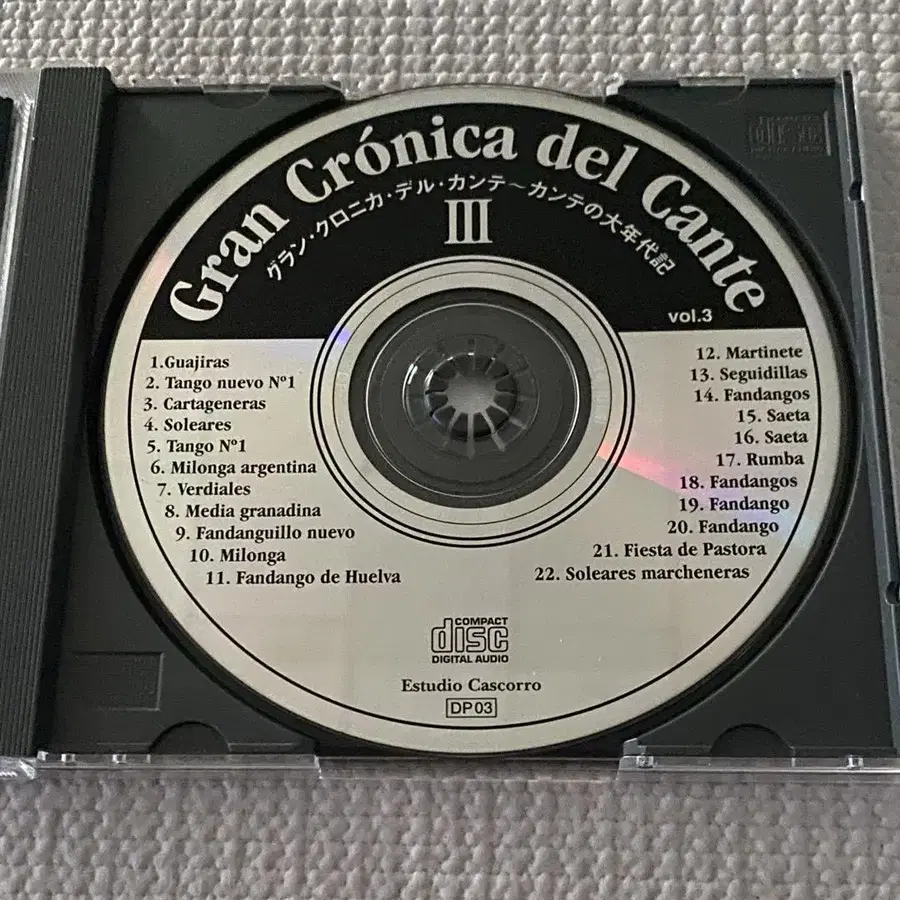 Gran Crónica del Cante
グラン・クロニカ・デル・カンテ～カンテの大年代記
III
vol.3
1.Guajiras
2. Tango nuevo Nº1
3. Cartageneras
4. Soleares
5. Tango Nº1
6. Milonga argentina
7. Verdiales
8. Media granadina
9. Fandanguillo nuevo
10. Milonga
11. Fandango de Huelva
12. Martinete
13. Seguidillas
14. Fandangos
15. Saeta
16. Saeta
17. Rumba
18. Fandangos
19. Fandango
20. Fandango
21. Fiesta de Pastora
22. Soleares marcheneras
COMPACT
disc
DIGITAL AUDIO
Estudio Cascorro
DP03
disc
DIGITAL AUDIO